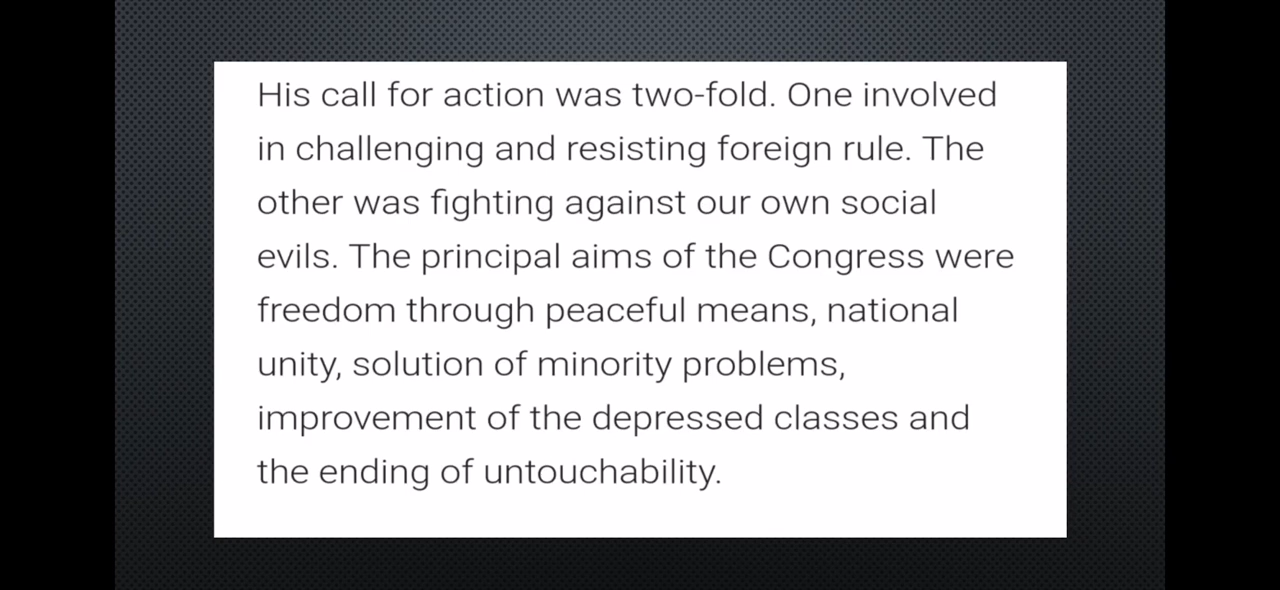 His call for action was two-fold. One involved
in challenging and resisting foreign rule. The
other was fighting against our own social
evils. The principal aims of the Congress were
freedom through peaceful means, national
unity, solution of minority problems,
improvement of the depressed classes and
the ending of untouchability.